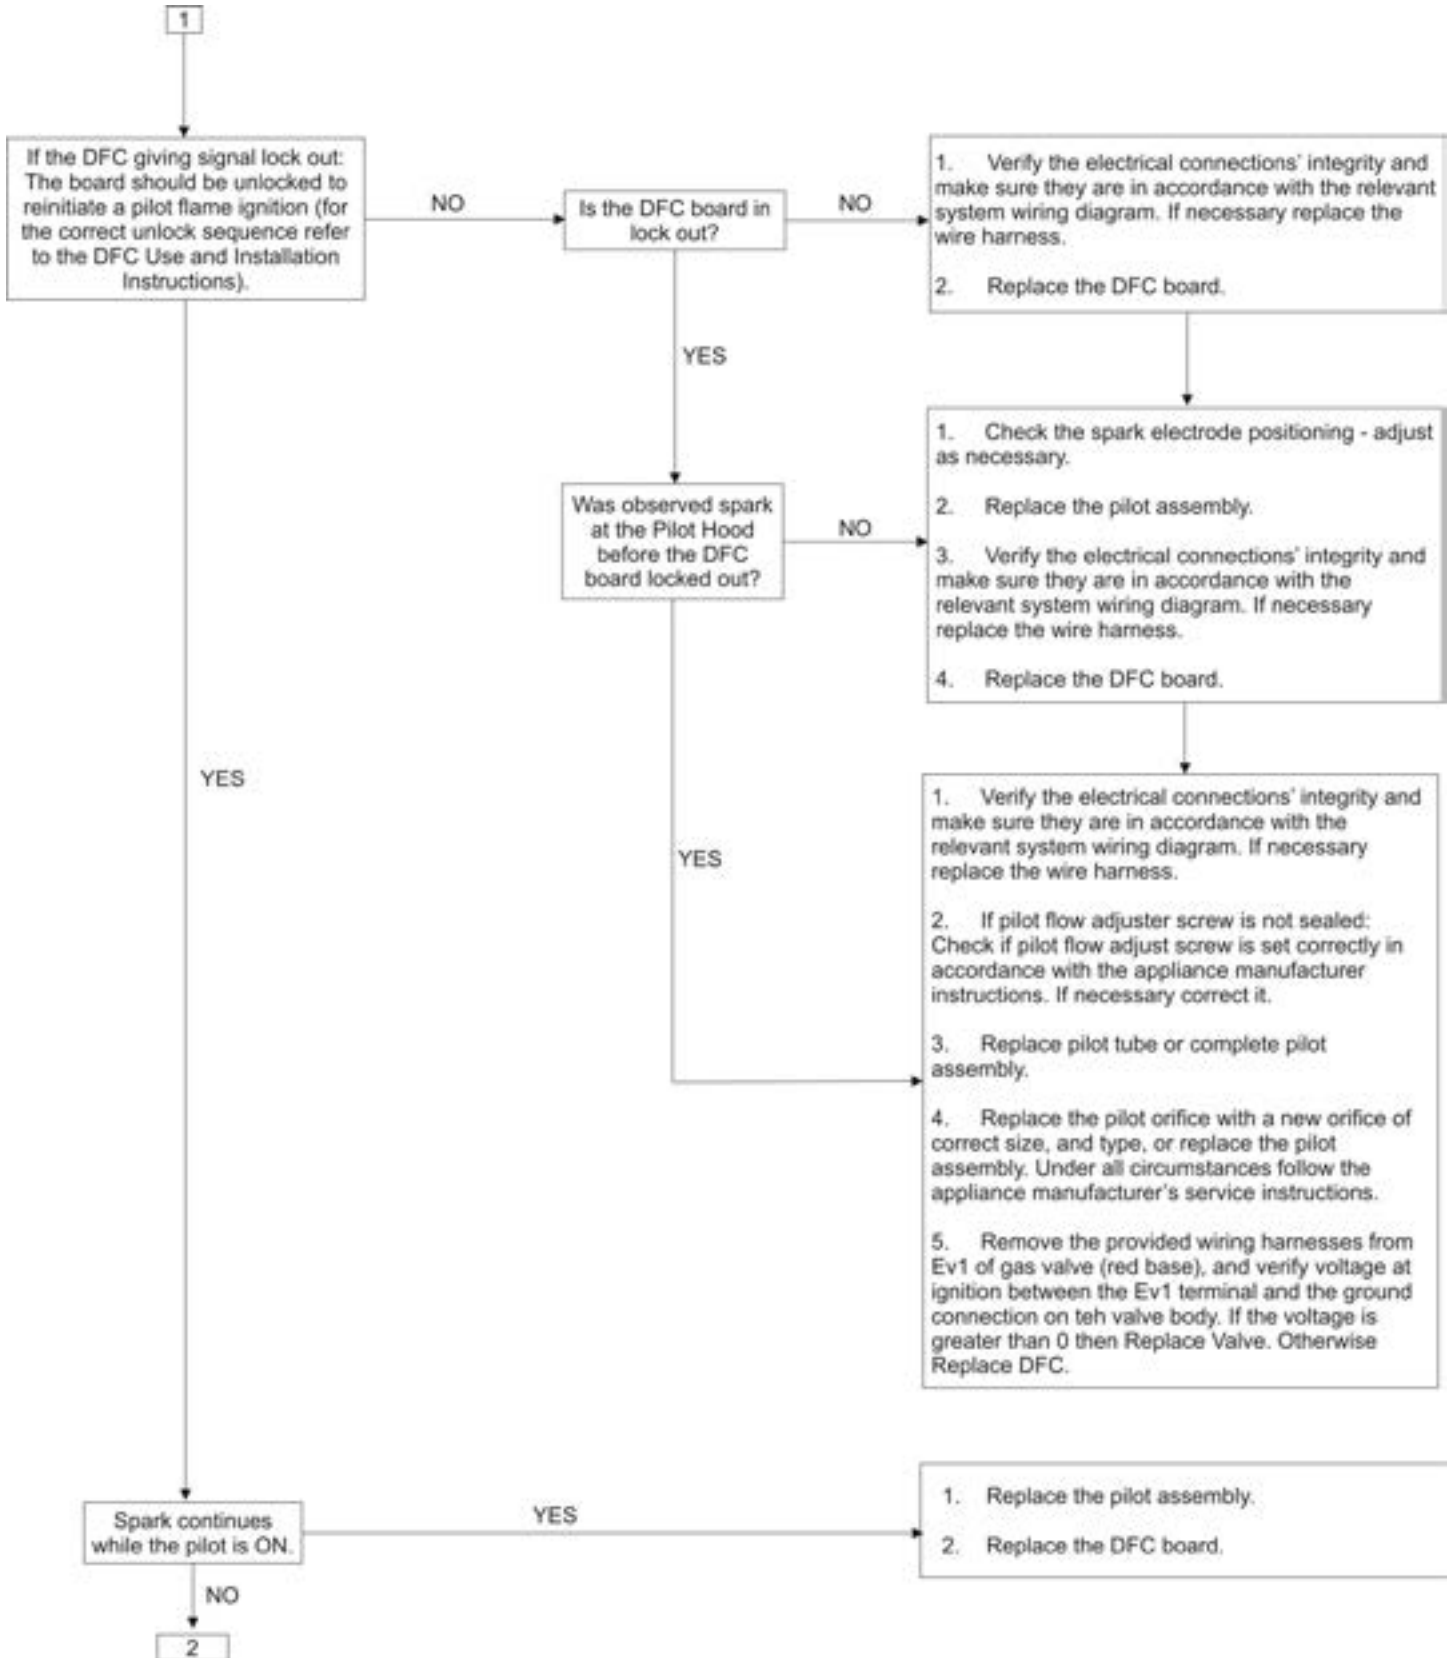 1
If the DFC giving signal lock out:
The board should be unlocked to
reinitiate a pilot flame ignition (for
the correct unlock sequence refer
to the DFC Use and Installation
Instructions).
NO
Is the DFC board in
lock out?
NO
1. Verify the electrical connections' integrity and
make sure they are in accordance with the relevant
system wiring diagram. If necessary replace the
wire harness.
2. Replace the DFC board.
YES
Was observed spark
at the Pilot Hood
before the DFC
board locked out?
NO
1. Check the spark electrode positioning - adjust
as necessary.
2. Replace the pilot assembly.
3. Verify the electrical connections' integrity and
make sure they are in accordance with the
relevant system wiring diagram. If necessary
replace the wire harness.
4. Replace the DFC board.
YES
YES
1. Verify the electrical connections' integrity and
make sure they are in accordance with the
relevant system wiring diagram. If necessary
replace the wire harness.
2. If pilot flow adjuster screw is not sealed:
Check if pilot flow adjust screw is set correctly in
accordance with the appliance manufacturer
instructions. If necessary correct it.
3. Replace pilot tube or complete pilot
assembly.
4. Replace the pilot orifice with a new orifice of
correct size, and type, or replace the pilot
assembly. Under all circumstances follow the
appliance manufacturer's service instructions.
5. Remove the provided wiring harnesses from
Ev1 of gas valve (red base), and verify voltage at
ignition between the Ev1 terminal and the ground
connection on teh valve body. If the voltage is
greater than 0 then Replace Valve. Otherwise
Replace DFC.
Spark continues
while the pilot is ON.
YES
1. Replace the pilot assembly.
2. Replace the DFC board.
NO
2